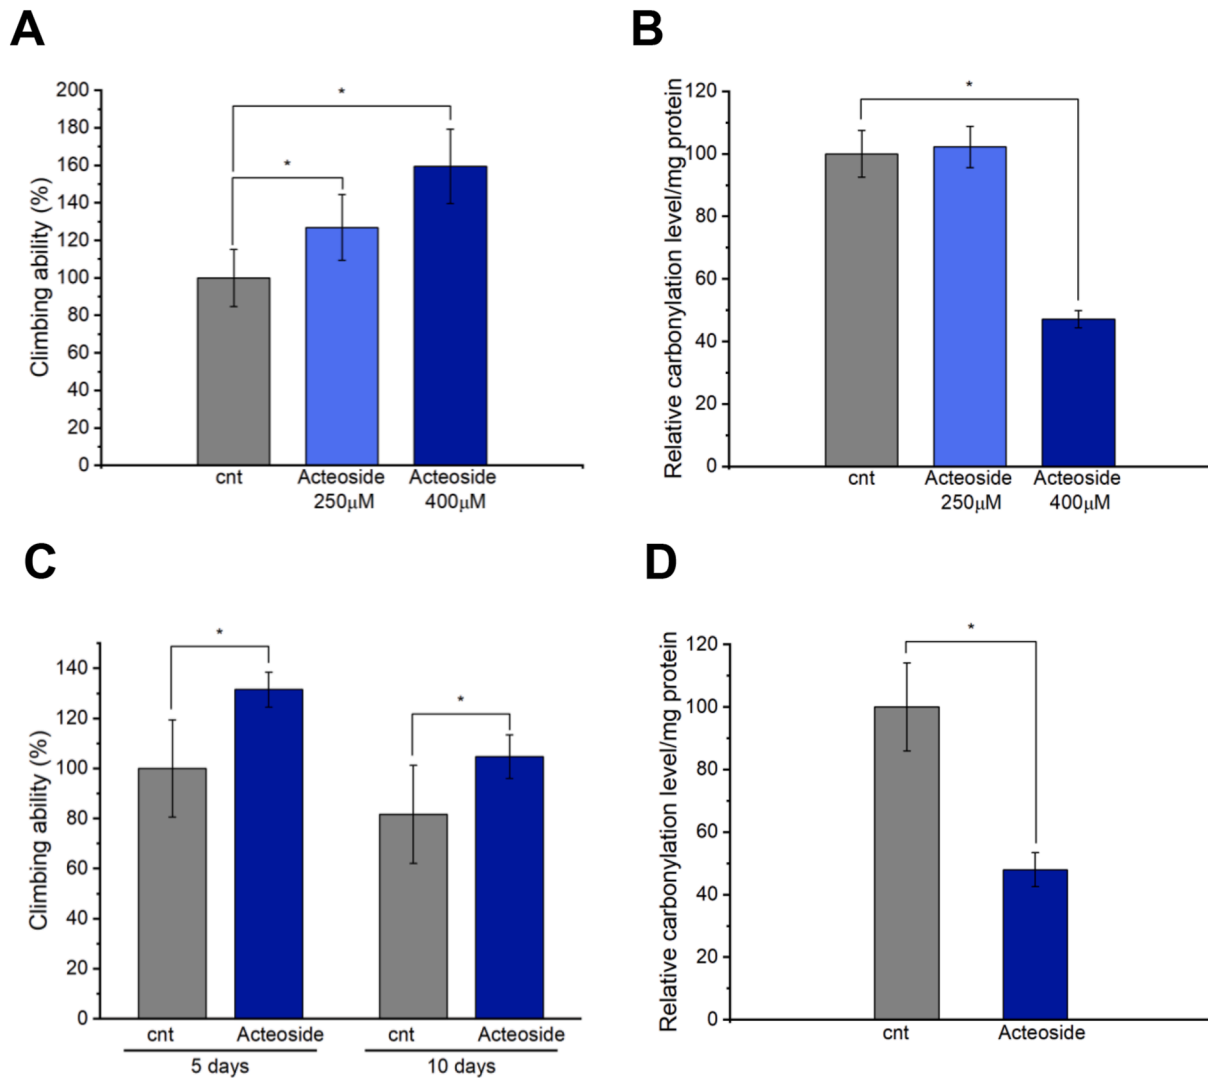 A
Climbing ability (%)
200
180
160
140
120
100
80
60
40
20
0
*
*
cnt
Acteoside
250μM
Acteoside
400μM
B
Relative carbonylation level/mg protein
120
100
80
60
40
20
0
*
cnt
Acteoside
250μM
Acteoside
400μM
C
Climbing ability (%)
140
120
100
80
60
40
20
0
*
*
cnt
Acteoside
cnt
Acteoside
5 days
10 days
D
Relative carbonylation level/mg protein
120
100
80
60
40
20
0
*
cnt
Acteoside